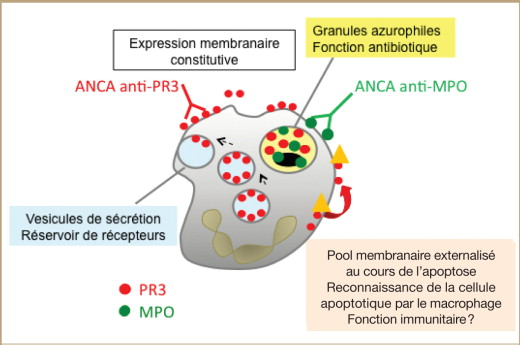 Expression membranaire
constitutive
Granules azurophiles
Fonction antibiotique
ANCA anti-PR3
ANCA anti-MPO
Vesicules de sécrétion
Réservoir de récepteurs
PR3
MPO
Pool membranaire externalisé
au cours de l'apoptose
Reconnaissance de la cellule
apoptotique par le macrophage
Fonction immunitaire ?